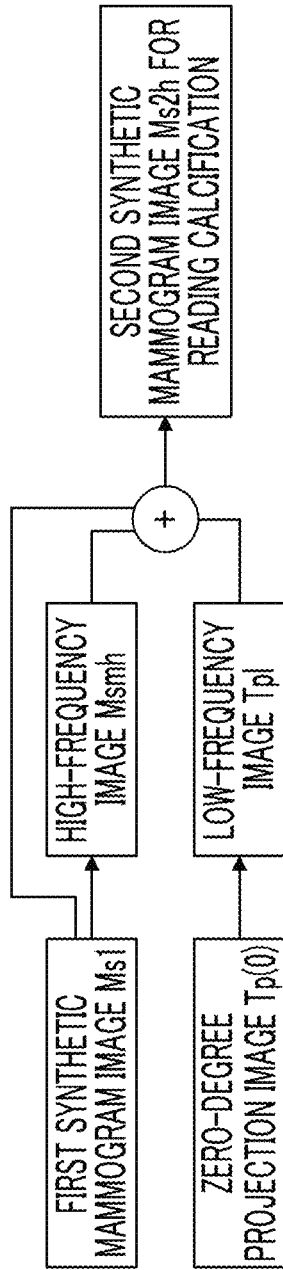 FIRST SYNTHETIC
MAMMOGRAM IMAGE Ms1
HIGH-FREQUENCY
IMAGE Msmh
ZERO-DEGREE
PROJECTION IMAGE Tp(0)
LOW-FREQUENCY
IMAGE Tpl
+
SECOND SYNTHETIC
MAMMOGRAM IMAGE Ms2h FOR
READING CALCIFICATION